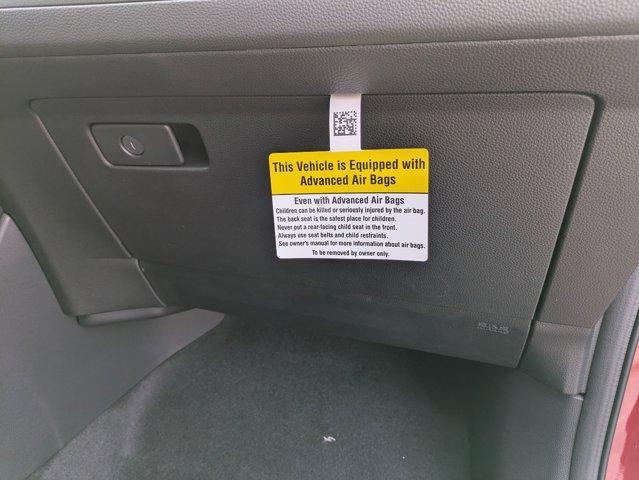 This Vehicle is Equipped with
Advanced Air Bags
Even with Advanced Air Bags
Children can be killed or seriously injured by the air bag.
The back seat is the safest place for children.
Never put a rear-facing child seat in the front.
Always use seat belts and child restraints.
See owner's manual for more information about air bags.
To be removed by owner only.